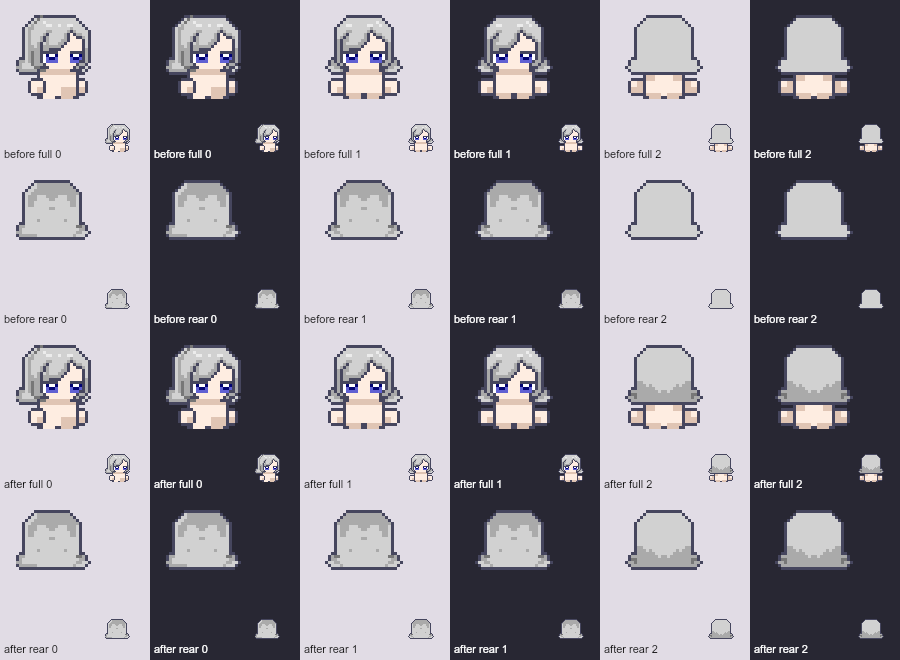 before full 0
before full 0
before full 1
before full 1
before full 2
before full 2
before rear 0
before rear 0
before rear 1
before rear 1
before rear 2
before rear 2
after full 0
after full 0
after full 1
after full 1
after full 2
after full 2
after rear 0
after rear 0
after rear 1
after rear 1
after rear 2
after rear 2